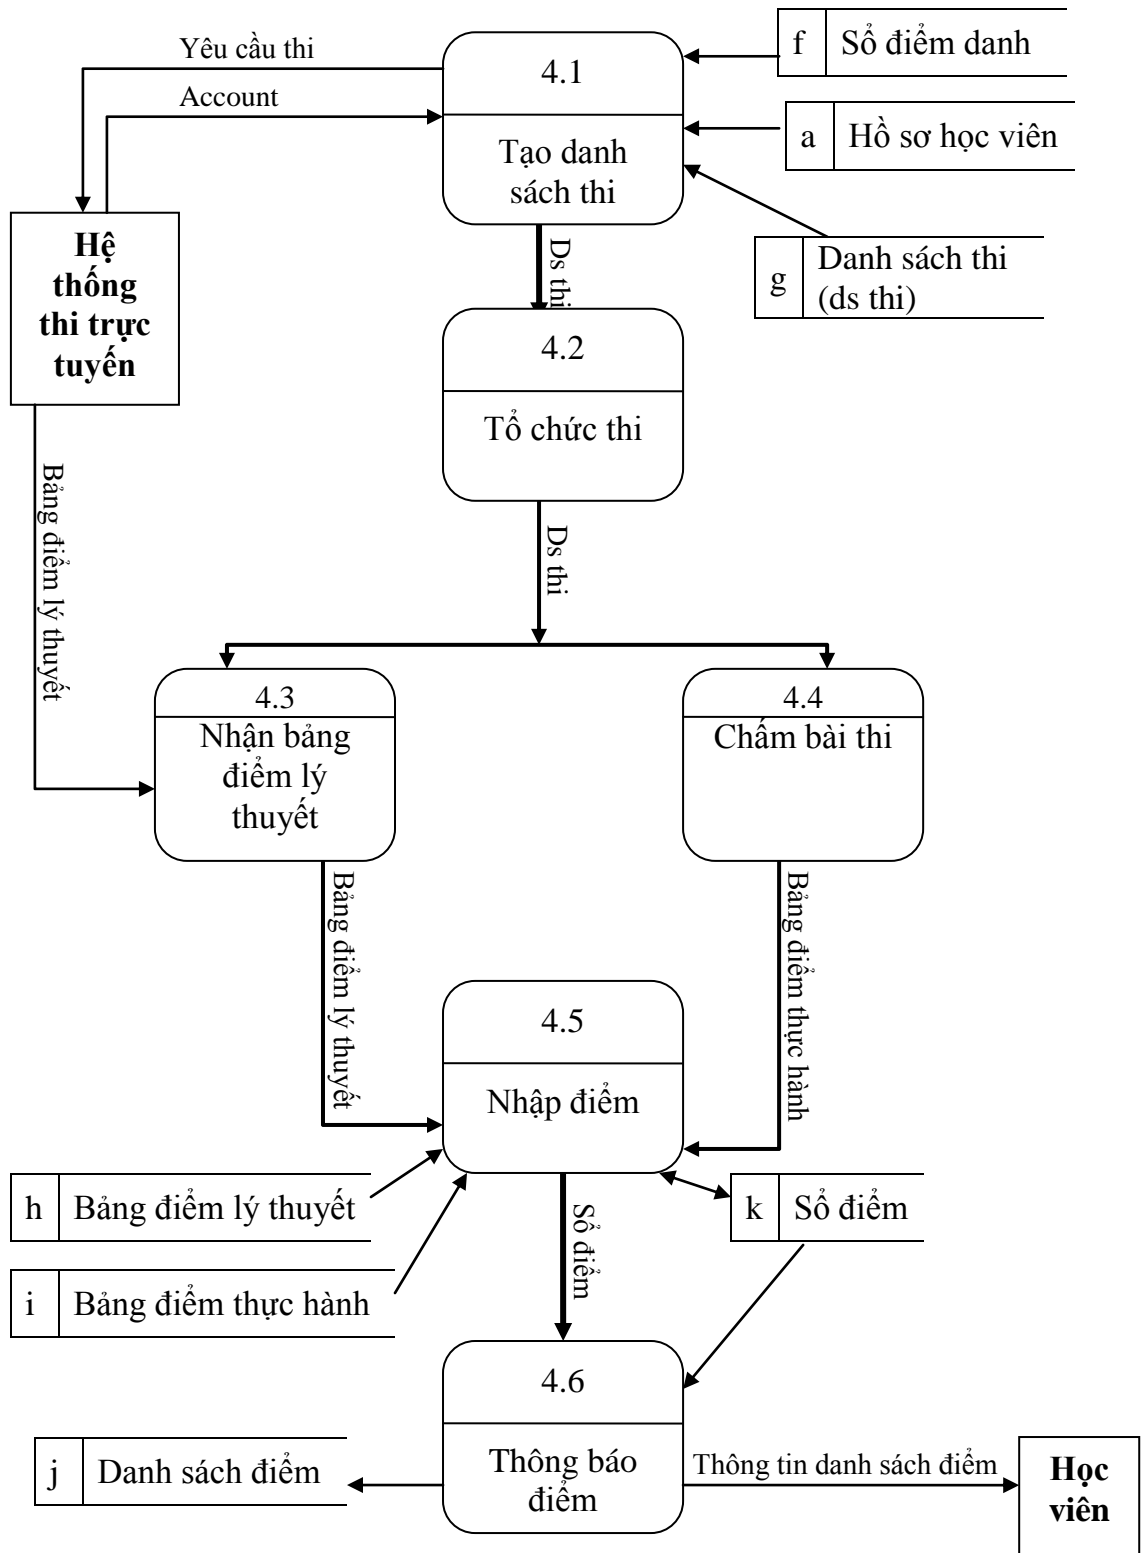 f
Sổ điểm danh
Yêu cầu thi
4.1
Account
a
Hồ sơ học viên
Tạo danh
sách thi
Hệ
thống
thi trực
tuyến
Ds thi
g
Danh sách thi
(ds thi)
4.2
Tổ chức thi
Bảng điểm lý thuyết
Ds thi
4.3
Nhận bảng
điểm lý
thuyết
4.4
Chấm bài thi
Bảng điểm lý thuyết
Bảng điểm thực hành
4.5
Nhập điểm
h
Bảng điểm lý thuyết
k
Sổ điểm
Sổ điểm
i
Bảng điểm thực hành
4.6
Thông báo
điểm
j
Danh sách điểm
Thông tin danh sách điểm
Học
viên